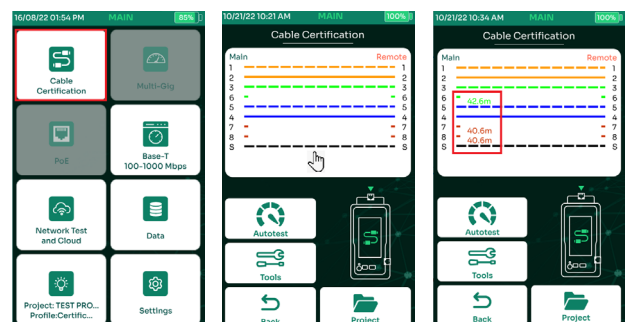 16/08/22 01:54 PM MAIN 85%
Cable
Certification
Multi-Gig
PoE
Base-T
100-1000 Mbps
Network Test
and Cloud
Data
Project: TEST PRO...
Profile:Certific...
Settings
10/21/22 10:21 AM MAIN 100%
Cable Certification
Main Remote
1 1
2 2
3 3
6 6
5 5
4 4
7 7
8 8
S S
Autotest
Tools
Back
Project
10/21/22 10:34 AM MAIN 100%
Cable Certification
Main Remote
1 1
2 2
3 3
6 42.6m 6
5 5
4 4
7 40.6m 7
8 40.6m 8
S S
Autotest
Tools
Back
Project